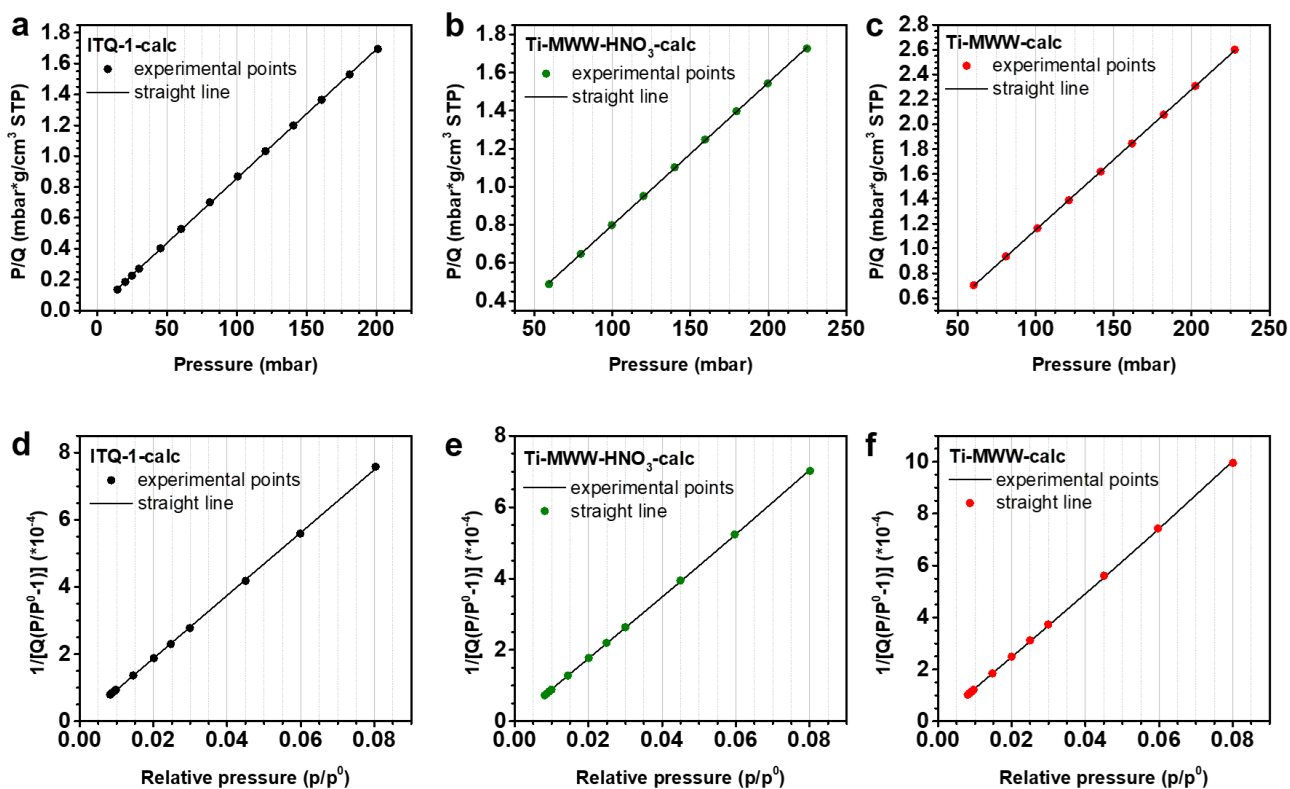 a
ITQ-1-calc
experimental points
straight line
P/Q (mbar*g/cm³ STP)
1.8
1.6
1.4
1.2
1.0
0.8
0.6
0.4
0.2
0.0
0 50 100 150 200
Pressure (mbar)
b
Ti-MWW-HNO₃-calc
experimental points
straight line
P/Q (mbar*g/cm³ STP)
1.8
1.6
1.4
1.2
1.0
0.8
0.6
0.4
50 100 150 200 250
Pressure (mbar)
c
Ti-MWW-calc
experimental points
straight line
P/Q (mbar*g/cm³ STP)
2.6
2.4
2.2
2.0
1.8
1.6
1.4
1.2
1.0
0.8
0.6
50 100 150 200 250
Pressure (mbar)
d
ITQ-1-calc
experimental points
straight line
1/[Q(P/P⁰-1)] (*10⁻⁴)
8
6
4
2
0
0.00 0.02 0.04 0.06 0.08
Relative pressure (p/p⁰)
e
Ti-MWW-HNO₃-calc
experimental points
straight line
1/[Q(P/P⁰-1)] (*10⁻⁴)
8
6
4
2
0
0.00 0.02 0.04 0.06 0.08
Relative pressure (p/p⁰)
f
Ti-MWW-calc
experimental points
straight line
1/[Q(P/P⁰-1)] (*10⁻⁴)
10
8
6
4
2
0
0.00 0.02 0.04 0.06 0.08
Relative pressure (p/p⁰)